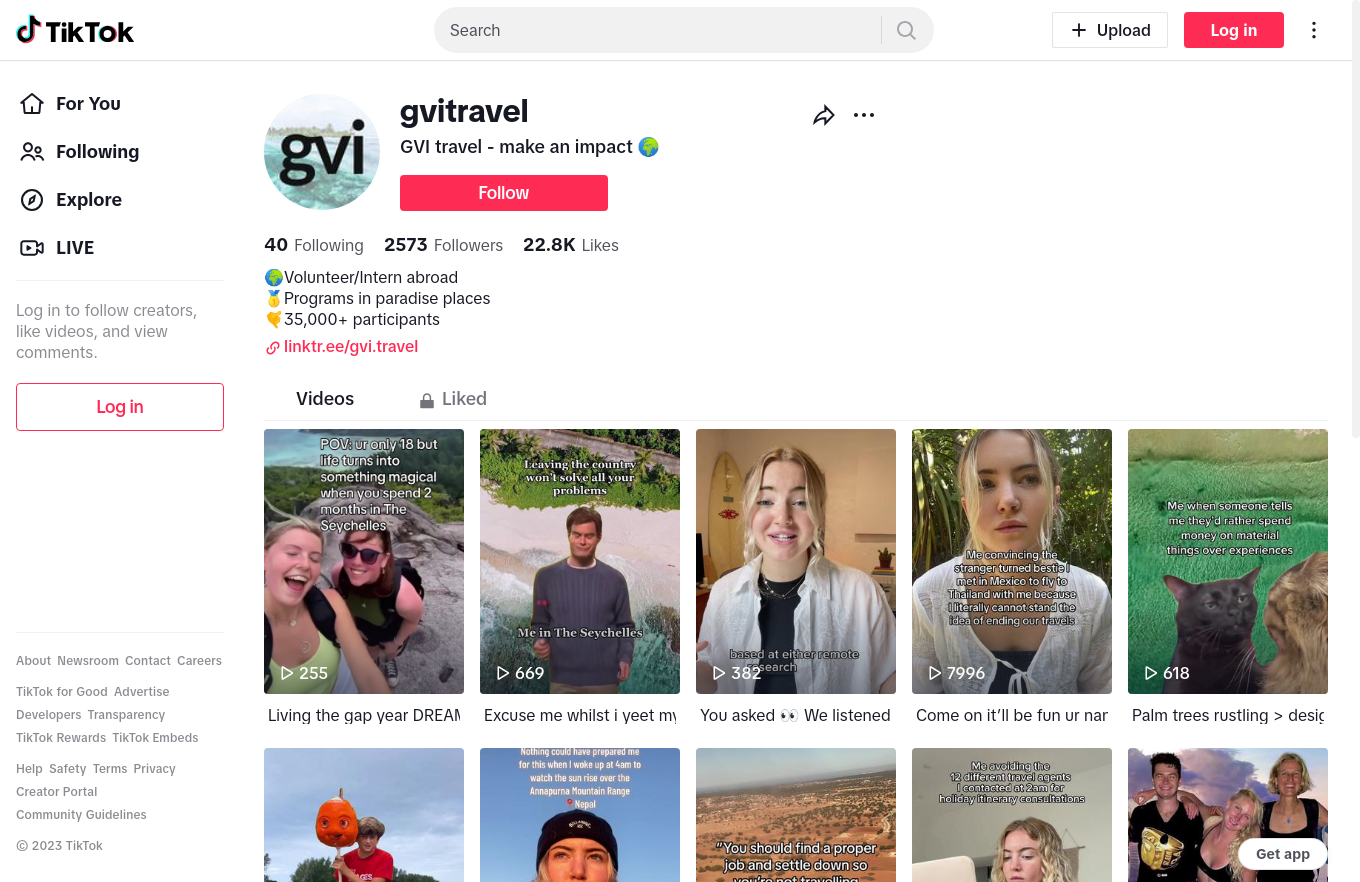 TikTok
Search
Upload
Log in
For You
Following
Explore
LIVE
Log in to follow creators,
like videos, and view
comments.
Log in
About Newsroom Contact Careers
TikTok for Good Advertise
Developers Transparency
TikTok Rewards TikTok Embeds
Help Safety Terms Privacy
Creator Portal
Community Guidelines
© 2023 TikTok
gvi
gvitravel
GVI travel - make an impact 🌍
Follow
40 Following 2573 Followers 22.8K Likes
🌍Volunteer/Intern abroad
🥇Programs in paradise places
🤙35,000+ participants
linktr.ee/gvi.travel
Videos
Liked
POV: ur only 18 but
life turns into
something magical
when you spend 2
months in The
Seychelles
255
Living the gap year DREAM
Leaving the country
won't solve all your
problems
Me in The Seychelles
669
Excuse me whilst i yeet my
based at either remote
search
382
You asked 👀 We listened
Me convincing the
stranger turned bestie I
met in Mexico to fly to
Thailand with me because
I literally cannot stand the
idea of ending our travels
7996
Come on it'll be fun ur nan
Me when someone tells
me they'd rather spend
money on material
things over experiences
618
Palm trees rustling > desig
Nothing could have prepared me
for this when I woke up at 4am to
watch the sun rise over the
Annapurna Mountain Range
📍Nepal
BILLABONG
"You should find a proper
job and settle down so
you're not travelling
Me avoiding the
12 different travel agents
I contacted at 2am for
holiday itinerary consultations
Get app